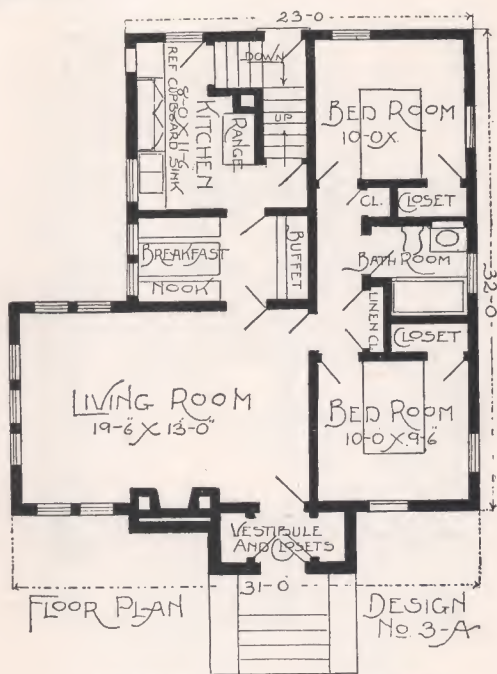 23-0
REF CUPBOARD SINK
8-0 X 11-6
KITCHEN
RANGE
DOWN
UP
BED ROOM
10-0 X
CL.
CLOSET
BREAKFAST
NOOK
BUFFET
BATH ROOM
LINEN CL.
CLOSET
32-0
LIVING ROOM
19-6" X 13-0"
BED ROOM
10-0 X 9-6"
VESTIBULE
AND CLOSETS
31-0
FLOOR PLAN
DESIGN
No. 3-A